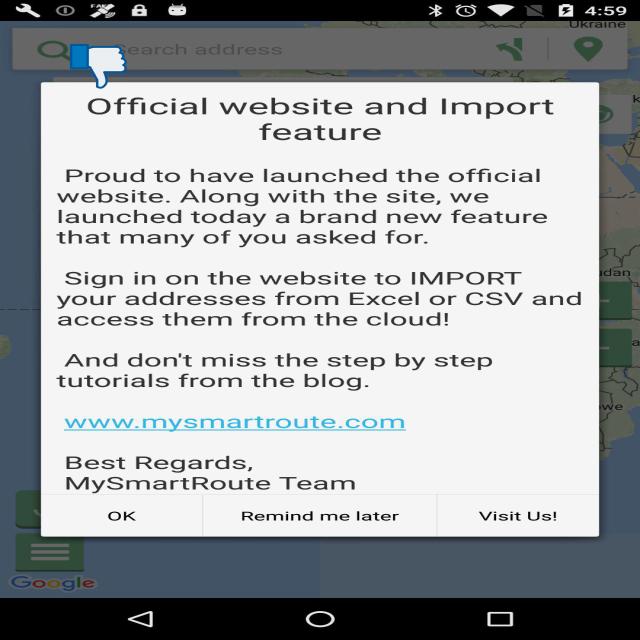 4:59
Ukraine
Search address
Official website and Import
feature
Proud to have launched the official
website. Along with the site, we
launched today a brand new feature
that many of you asked for.
Sign in on the website to IMPORT
your addresses from Excel or CSV and
access them from the cloud!
And don't miss the step by step
tutorials from the blog.
www.mysmartroute.com
Best Regards,
MySmartRoute Team
OK Remind me later Visit Us!
Google